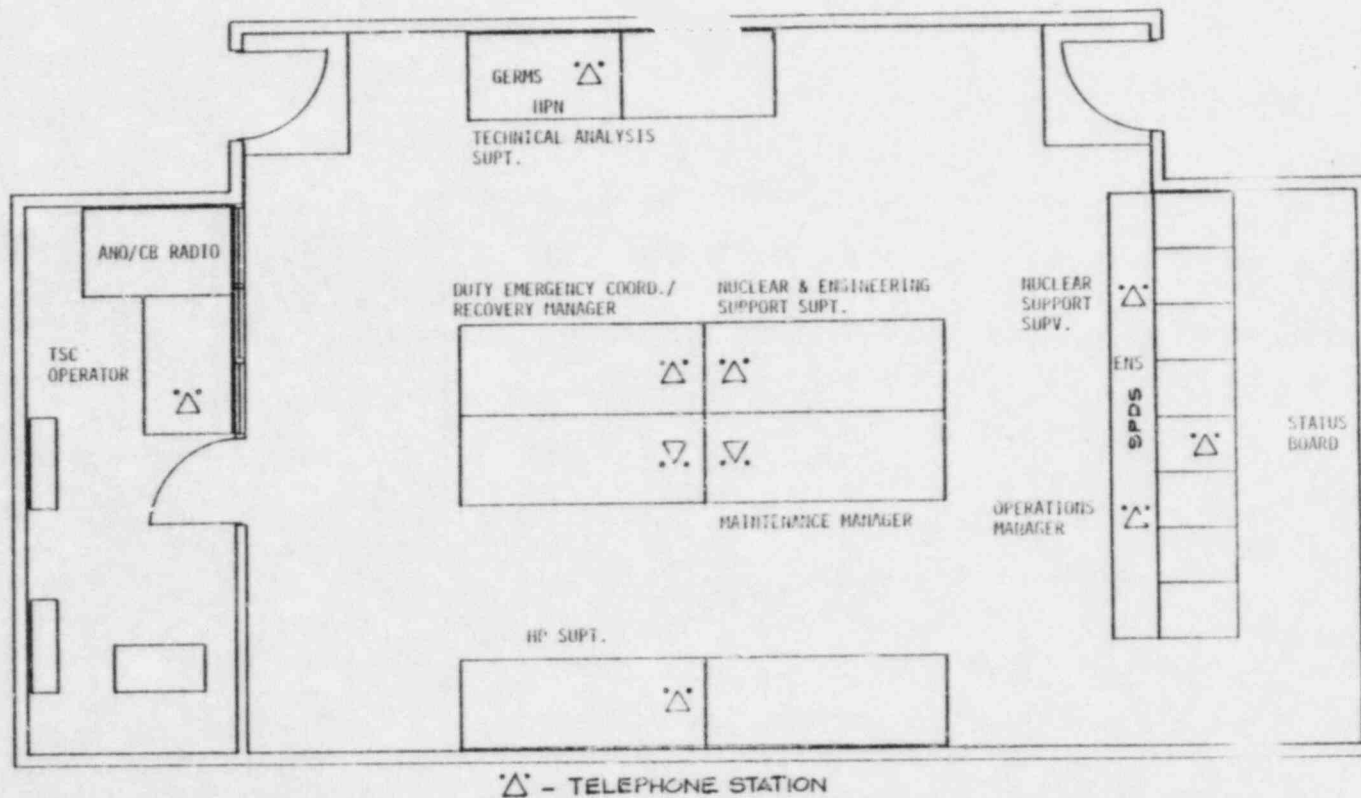 GERMS
HPN
TECHNICAL ANALYSIS
SUPT.
ANO/CB RADIO
TSC
OPERATOR
DUTY EMERGENCY COORD./
RECOVERY MANAGER
NUCLEAR & ENGINEERING
SUPPORT SUPT.
NUCLEAR
SUPPORT
SUPV.
ENS
SPDS
STATUS
BOARD
OPERATIONS
MANAGER
MAINTENANCE MANAGER
HP SUPT.
- TELEPHONE STATION